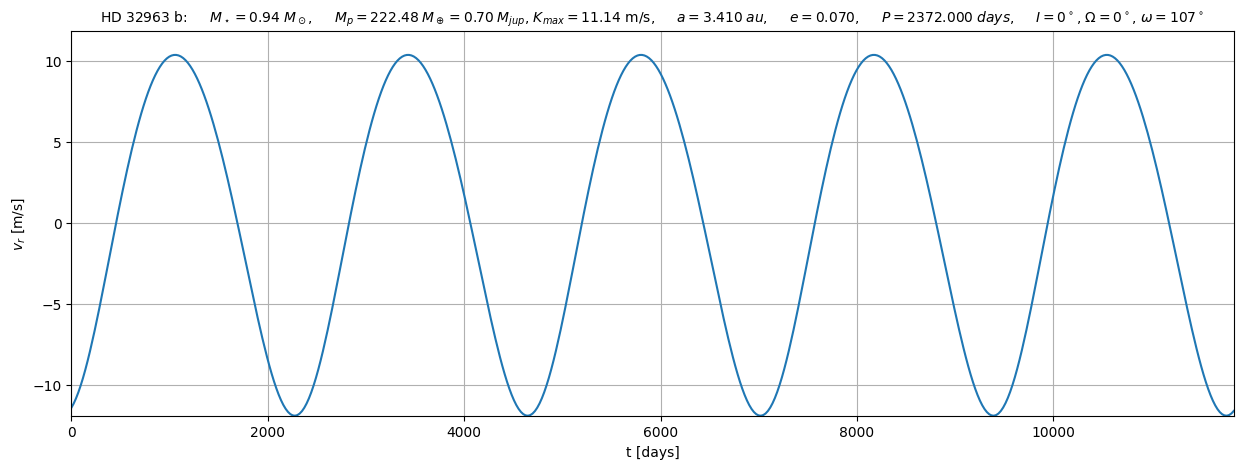 HD 32963 b: M⋆ = 0.94 M⊙, Mp = 222.48 M⊕ = 0.70 Mjup, Kmax = 11.14 m/s, a = 3.410 au, e = 0.070, P = 2372.000 days, I = 0°, Ω = 0°, ω = 107°
10
5
0
−5
−10
vr [m/s]
0 2000 4000 6000 8000 10000
t [days]